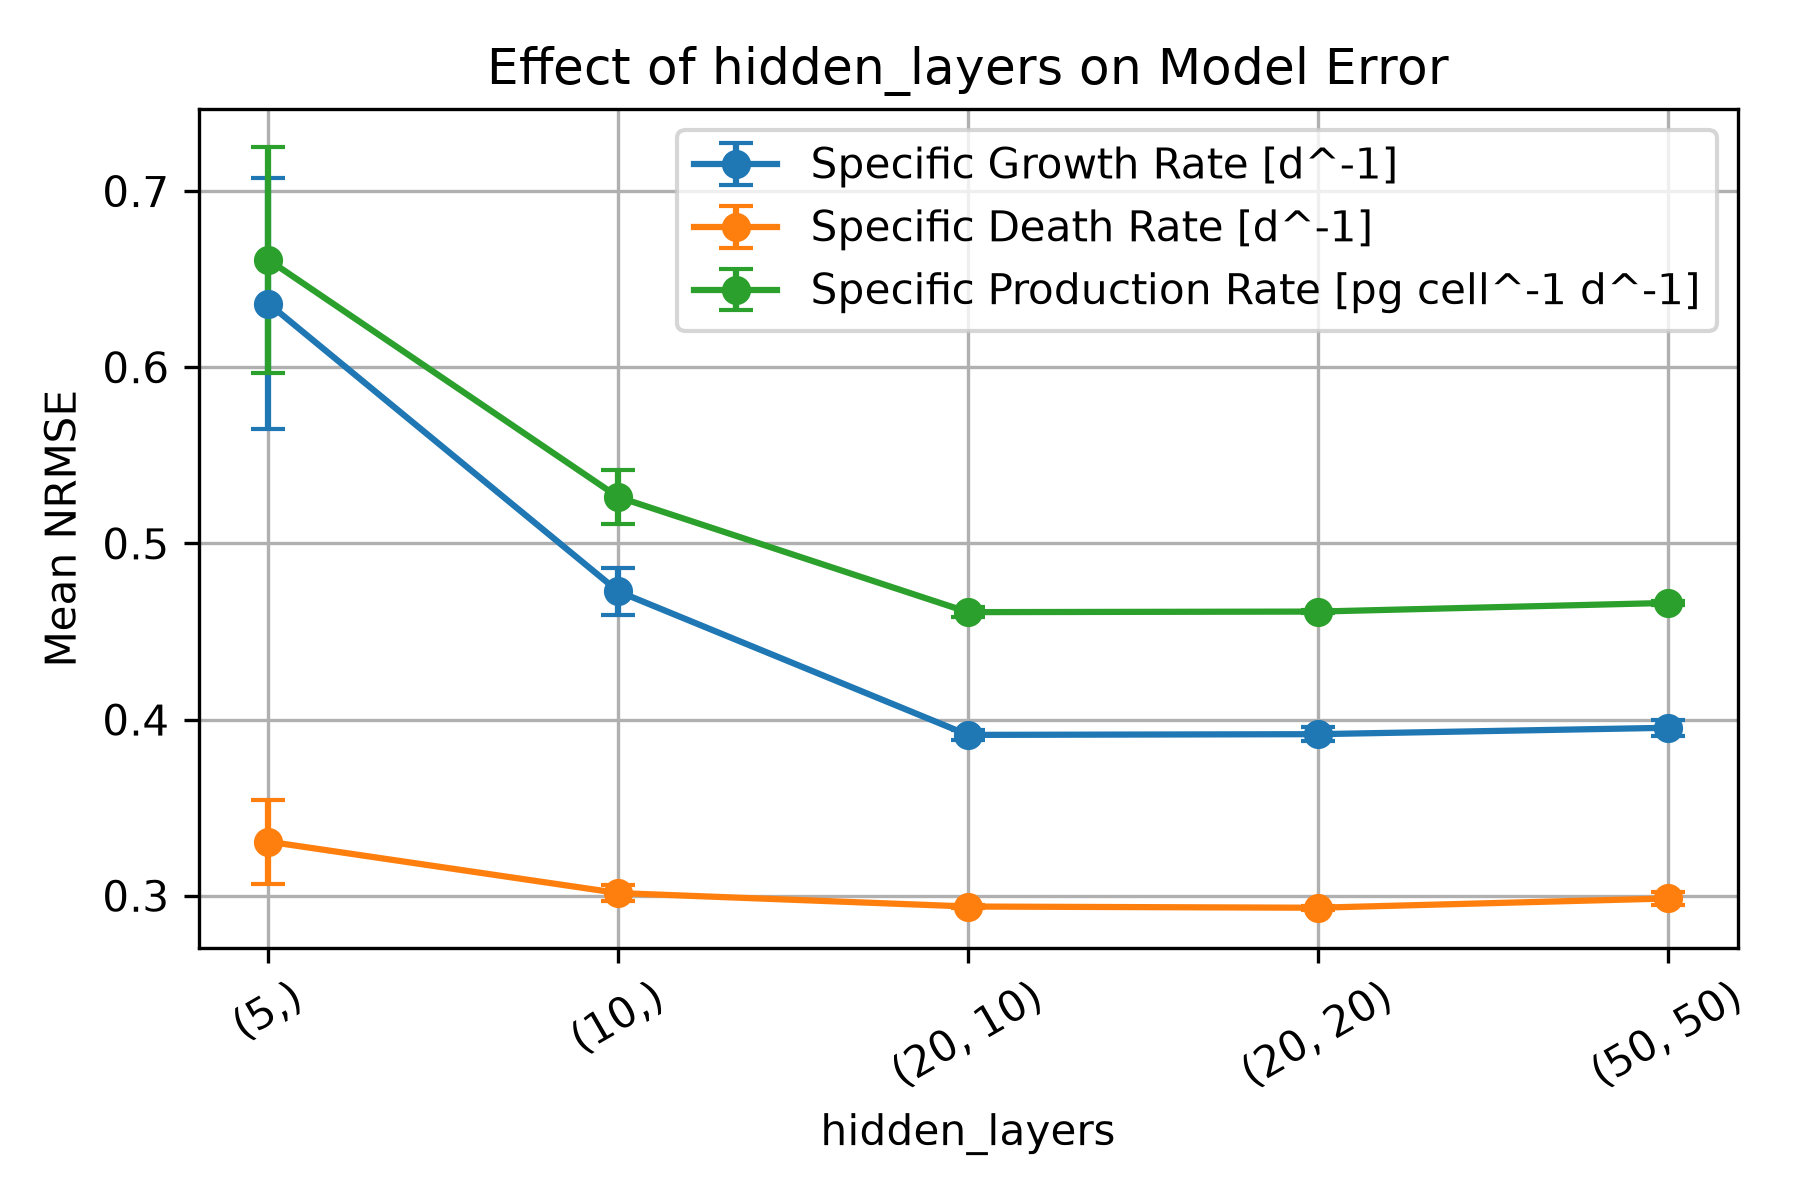 Effect of hidden_layers on Model Error
Specific Growth Rate [d^-1]
Specific Death Rate [d^-1]
Specific Production Rate [pg cell^-1 d^-1]
Mean NRMSE
0.7
0.6
0.5
0.4
0.3
(5,)
(10,)
(20, 10)
(20, 20)
(50, 50)
hidden_layers